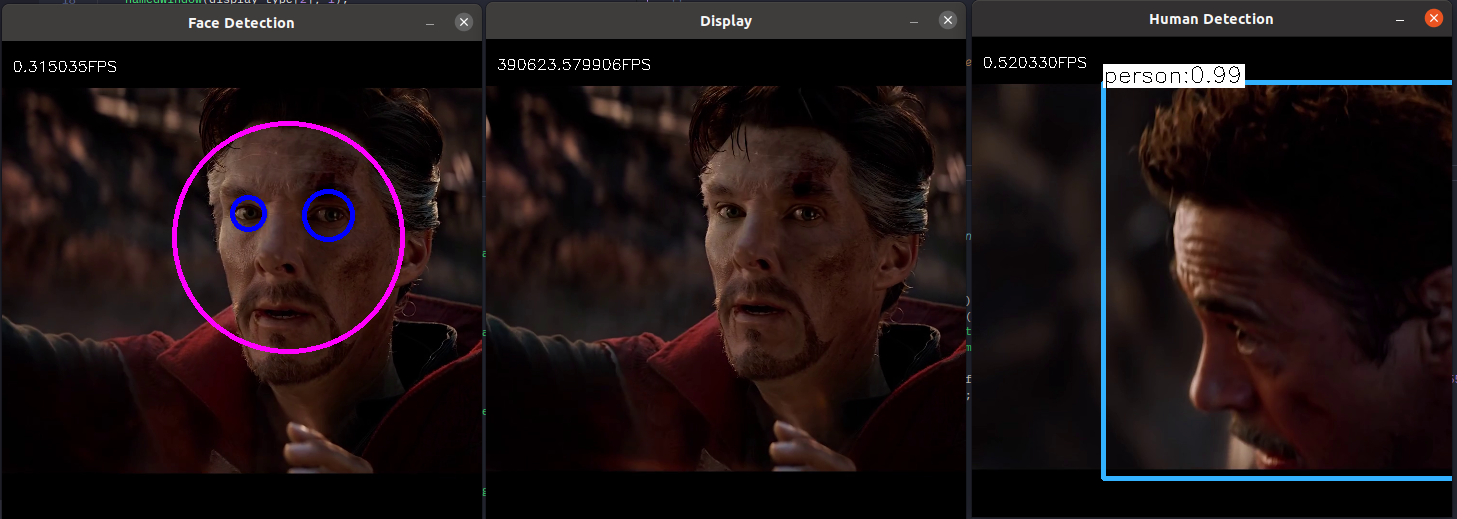 Face Detection
Display
Human Detection
0.315035FPS
390623.579906FPS
0.520330FPS
person:0.99